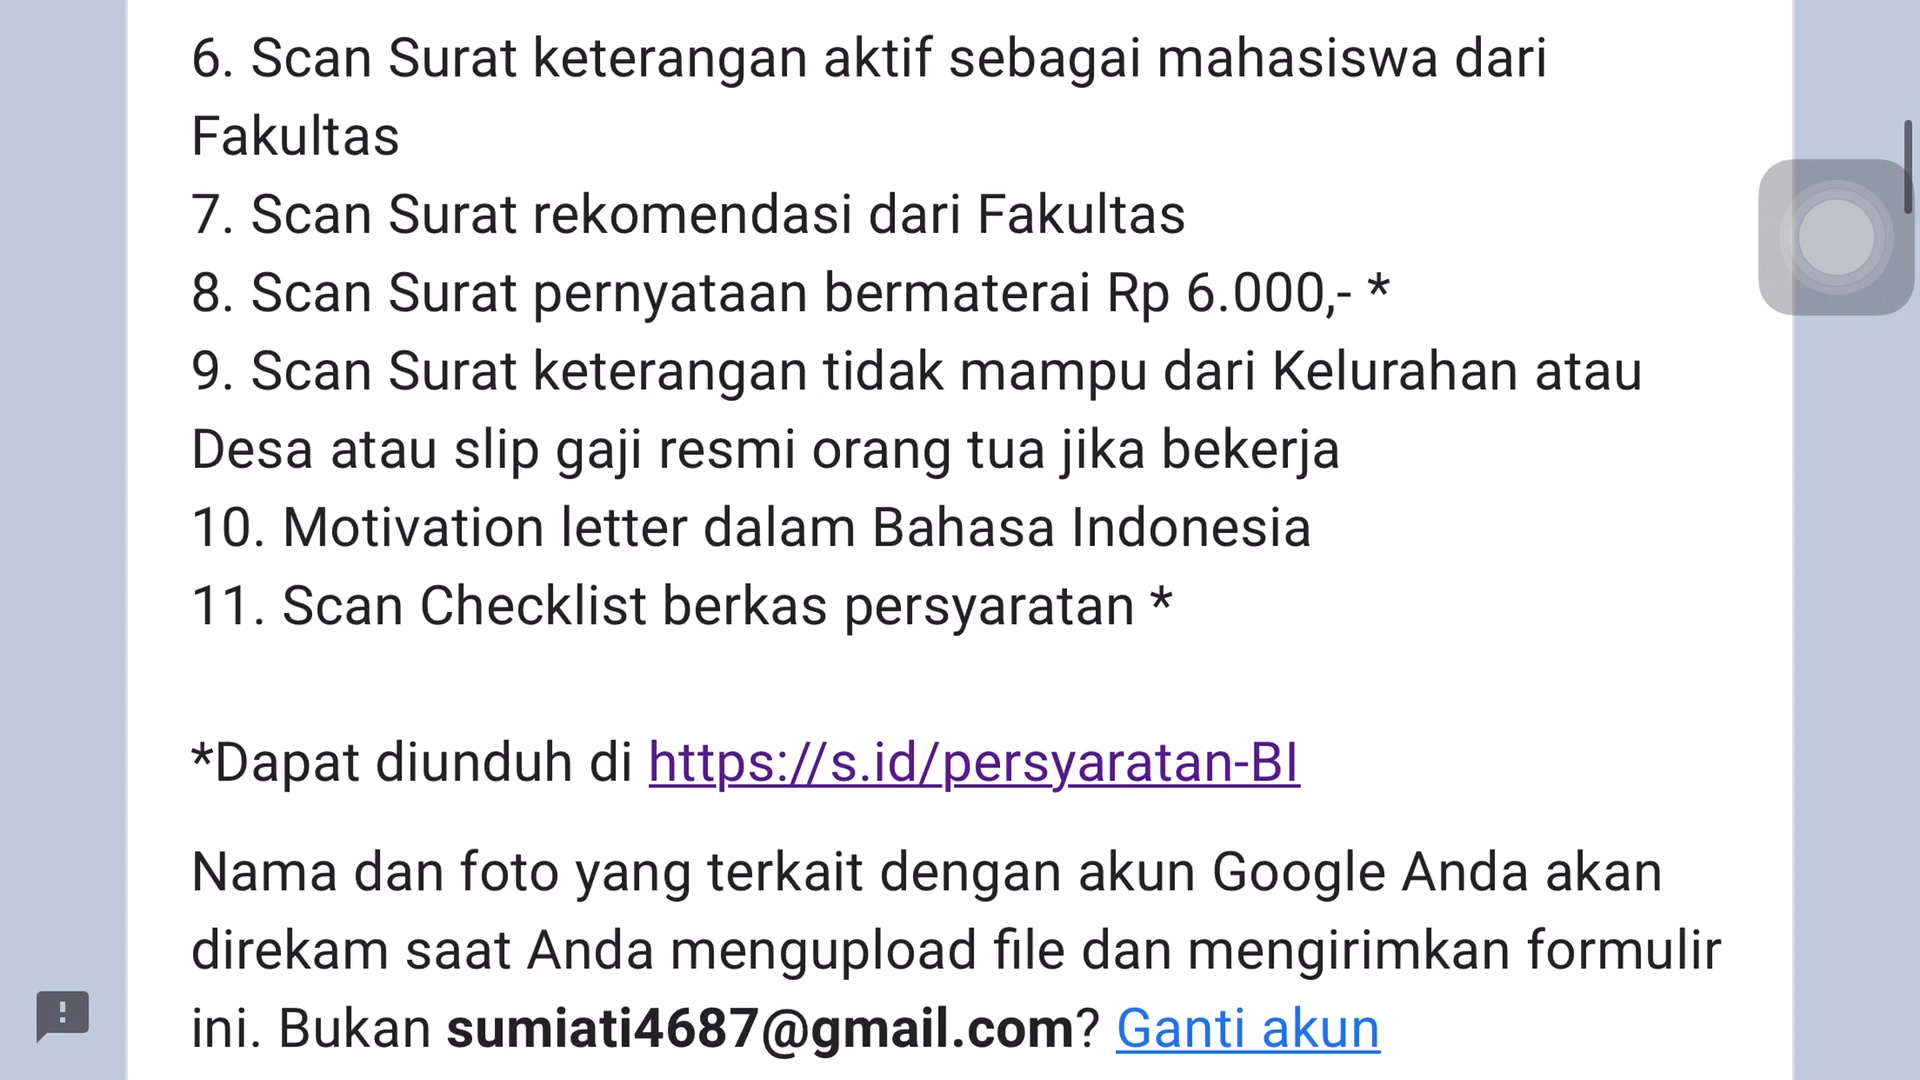 6. Scan Surat keterangan aktif sebagai mahasiswa dari
Fakultas
7. Scan Surat rekomendasi dari Fakultas
8. Scan Surat pernyataan bermaterai Rp 6.000,- *
9. Scan Surat keterangan tidak mampu dari Kelurahan atau
Desa atau slip gaji resmi orang tua jika bekerja
10. Motivation letter dalam Bahasa Indonesia
11. Scan Checklist berkas persyaratan *
*Dapat diunduh di https://s.id/persyaratan-BI
Nama dan foto yang terkait dengan akun Google Anda akan
direkam saat Anda mengupload file dan mengirimkan formulir
ini. Bukan sumiati4687@gmail.com? Ganti akun